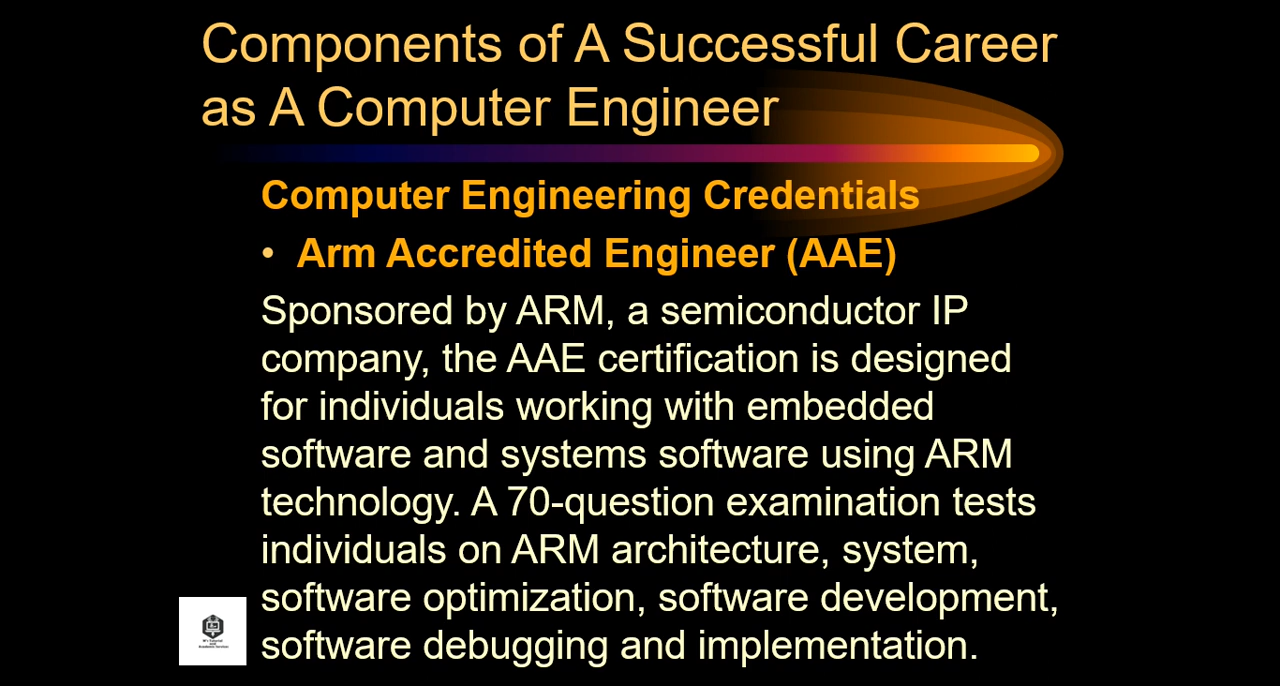 Components of A Successful Career
as A Computer Engineer
Computer Engineering Credentials
• Arm Accredited Engineer (AAE)
Sponsored by ARM, a semiconductor IP
company, the AAE certification is designed
for individuals working with embedded
software and systems software using ARM
technology. A 70-question examination tests
individuals on ARM architecture, system,
software optimization, software development,
software debugging and implementation.